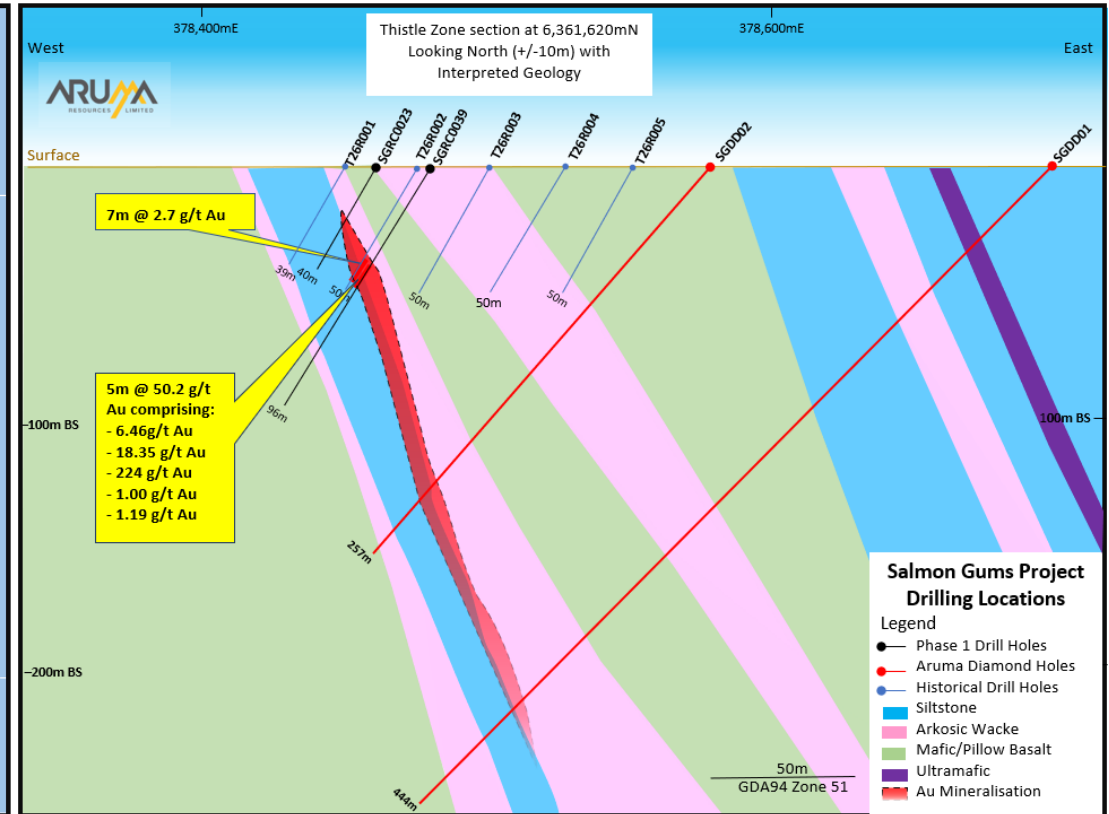 378,400mE
378,600mE
Thistle Zone section at 6,361,620mN
Looking North (+/-10m) with
Interpreted Geology
West
East
ARUMA
RESOURCES LIMITED
Surface
T26R001
SGRC0023
T26R002
SGRC0039
T26R003
T26R004
T26R005
SGDD02
SGDD01
7m @ 2.7 g/t Au
39m
40m
50m
50m
50m
50m
5m @ 50.2 g/t
Au comprising:
- 6.46g/t Au
- 18.35 g/t Au
- 224 g/t Au
- 1.00 g/t Au
- 1.19 g/t Au
96m
100m BS
100m BS
257m
200m BS
444m
50m
GDA94 Zone 51
Salmon Gums Project
Drilling Locations
Legend
Phase 1 Drill Holes
Aruma Diamond Holes
Historical Drill Holes
Siltstone
Arkosic Wacke
Mafic/Pillow Basalt
Ultramafic
Au Mineralisation